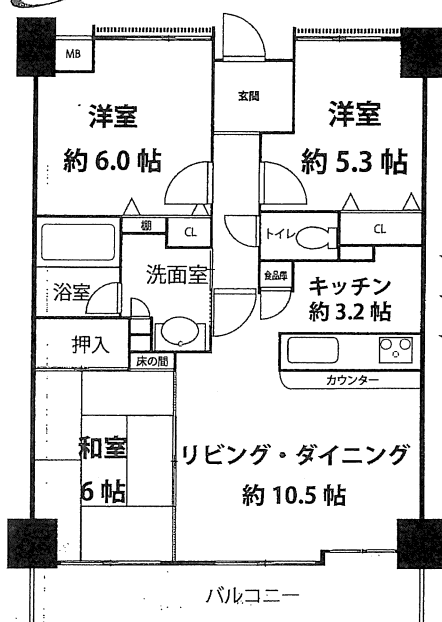 MB
洋室
約 6.0 帖
玄関
洋室
約 5.3 帖
棚
CL
トイレ
CL
浴室
洗面室
食品庫
キッチン
約 3.2 帖
押入
床の間
カウンター
和室
6 帖
リビング・ダイニング
約 10.5 帖
バルコニー